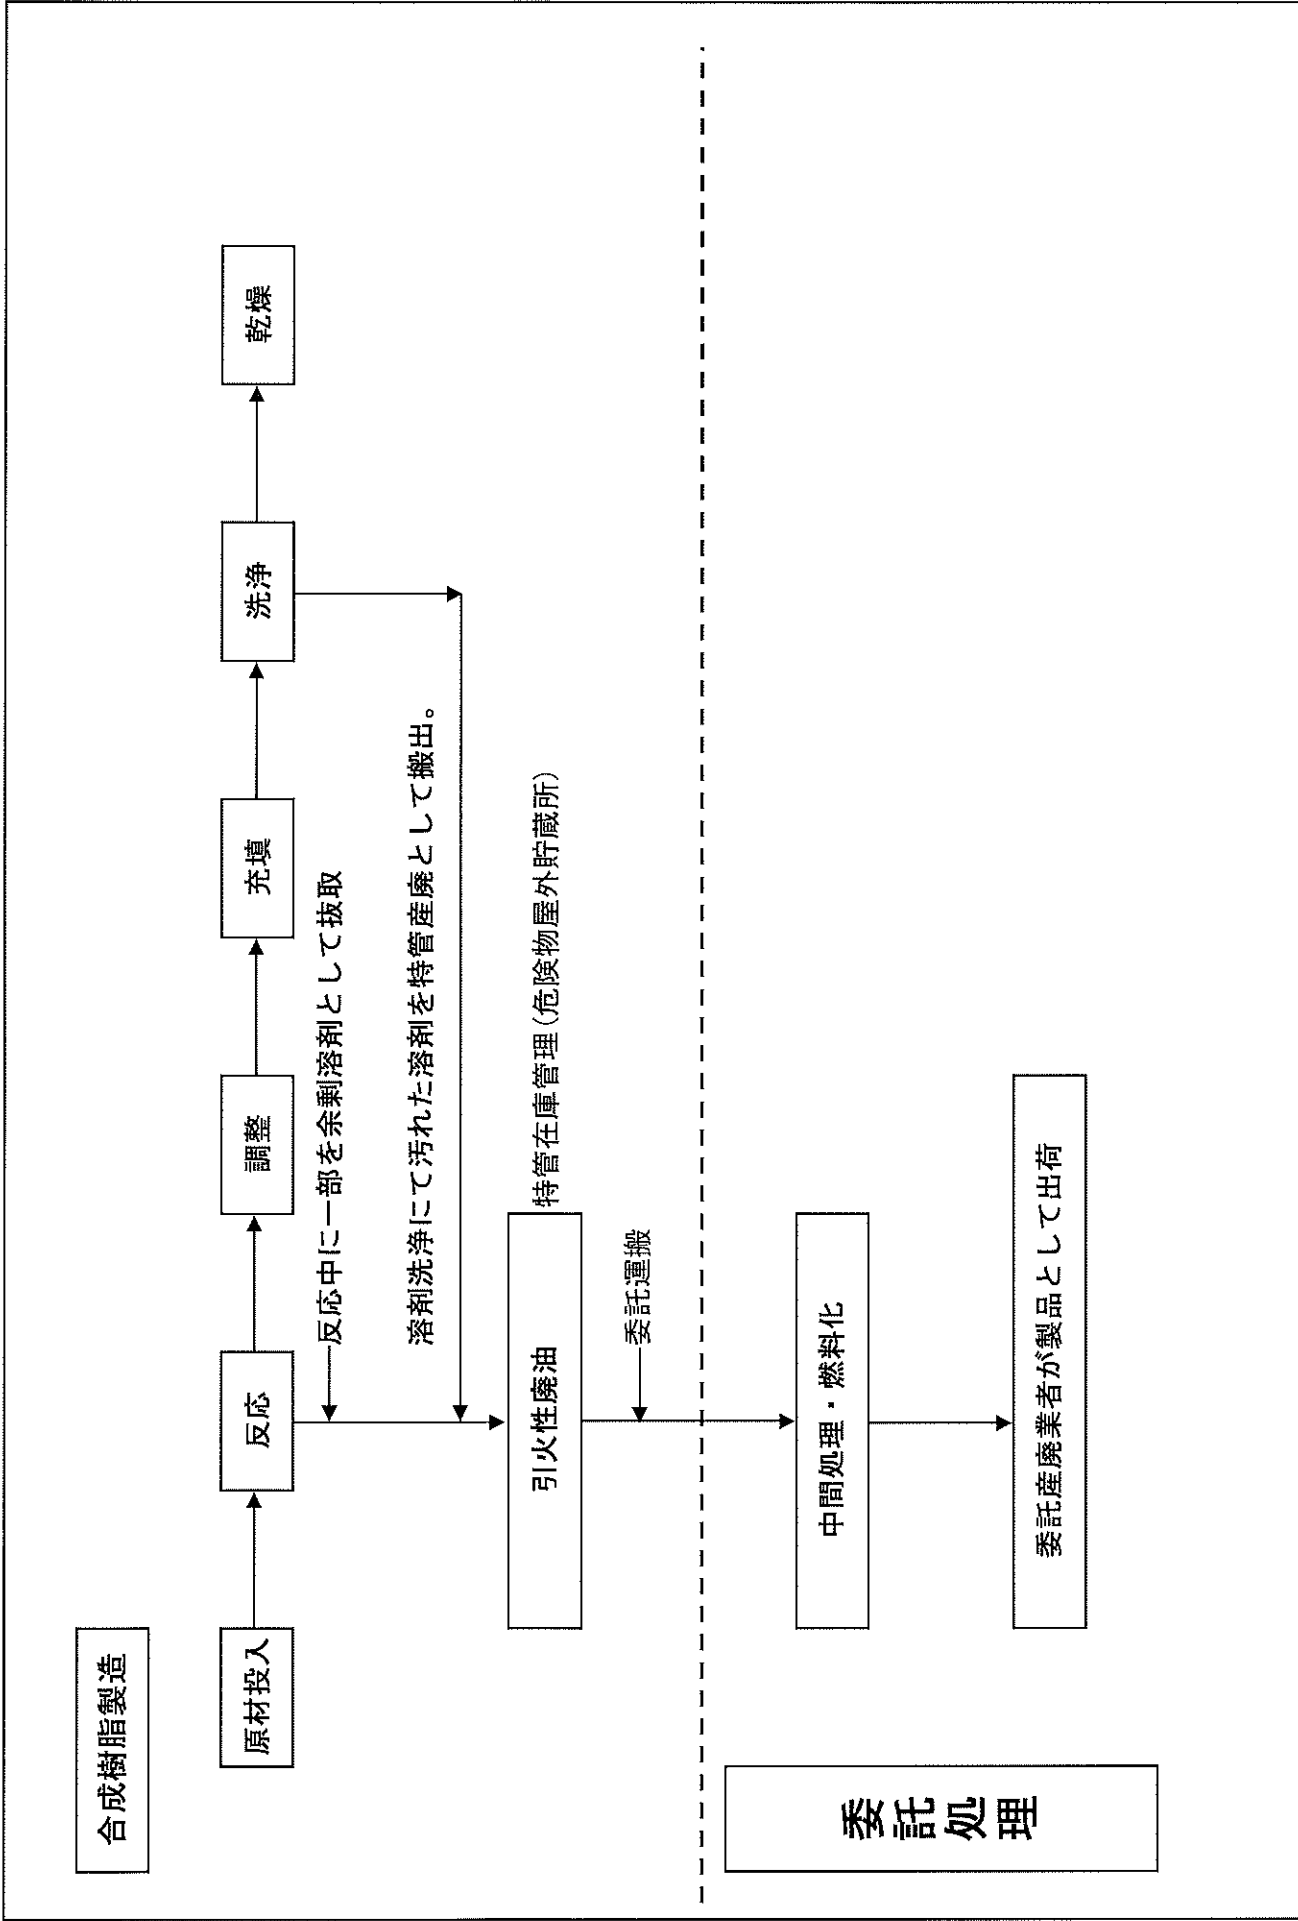 合成樹脂製造
原材投入
反応
調整
充填
洗浄
乾燥
反応中に一部を余剰溶剤として抜取
溶剤洗浄にて汚れた溶剤を特管産廃として搬出。
引火性廃油
特管在庫管理(危険物屋外貯蔵所)
委託運搬
委託処理
中間処理・燃料化
委託産廃業者が製品として出荷